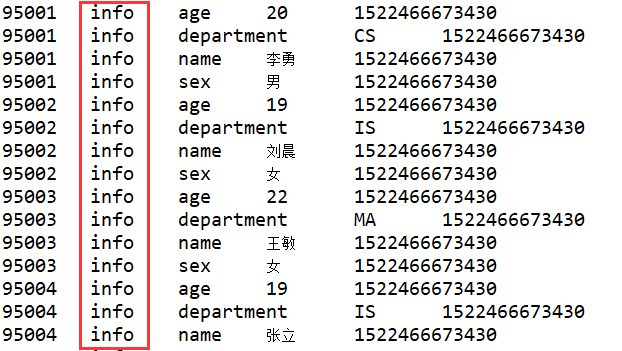 95001 info age 20 1522466673430
95001 info department CS 1522466673430
95001 info name 李勇 1522466673430
95001 info sex 男 1522466673430
95002 info age 19 1522466673430
95002 info department IS 1522466673430
95002 info name 刘晨 1522466673430
95002 info sex 女 1522466673430
95003 info age 22 1522466673430
95003 info department MA 1522466673430
95003 info name 王敏 1522466673430
95003 info sex 女 1522466673430
95004 info age 19 1522466673430
95004 info department IS 1522466673430
95004 info name 张立 1522466673430